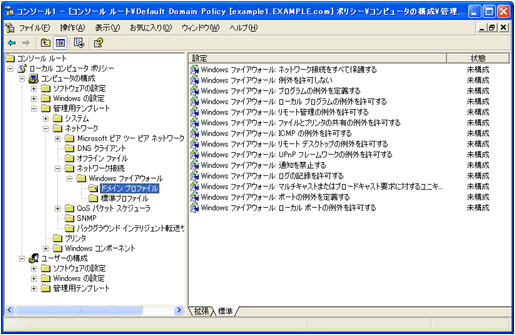 コンソール1 - [コンソール ルート¥Default Domain Policy [example1.EXAMPLE.com] ポリシー¥コンピュータの構成¥管理...
ファイル(F) 操作(A) 表示(V) お気に入り(O) ウィンドウ(W) ヘルプ(H)
コンソール ルート
ローカル コンピュータ ポリシー
コンピュータの構成
ソフトウェアの設定
Windows の設定
管理用テンプレート
システム
ネットワーク
Microsoft ピア ツー ピア ネットワーク
DNS クライアント
オフライン ファイル
ネットワーク接続
Windows ファイアウォール
ドメイン プロファイル
標準プロファイル
QoS パケット スケジューラ
SNMP
バックグラウンド インテリジェント転送サ
プリンタ
Windows コンポーネント
ユーザーの構成
ソフトウェアの設定
Windows の設定
管理用テンプレート
設定 状態
Windows ファイアウォール: ネットワーク接続をすべて保護する 未構成
Windows ファイアウォール: 例外を許可しない 未構成
Windows ファイアウォール: プログラムの例外を定義する 未構成
Windows ファイアウォール: ローカル プログラムの例外を許可する 未構成
Windows ファイアウォール: リモート管理の例外を許可する 未構成
Windows ファイアウォール: ファイルとプリンタの共有の例外を許可する 未構成
Windows ファイアウォール: ICMP の例外を許可する 未構成
Windows ファイアウォール: リモート デスクトップの例外を許可する 未構成
Windows ファイアウォール: UPnP フレームワークの例外を許可する 未構成
Windows ファイアウォール: 通知を禁止する 未構成
Windows ファイアウォール: ログの記録を許可する 未構成
Windows ファイアウォール: マルチキャストまたはブロードキャスト要求に対するユニキ... 未構成
Windows ファイアウォール: ポートの例外を定義する 未構成
Windows ファイアウォール: ローカル ポートの例外を許可する 未構成
拡張 標準